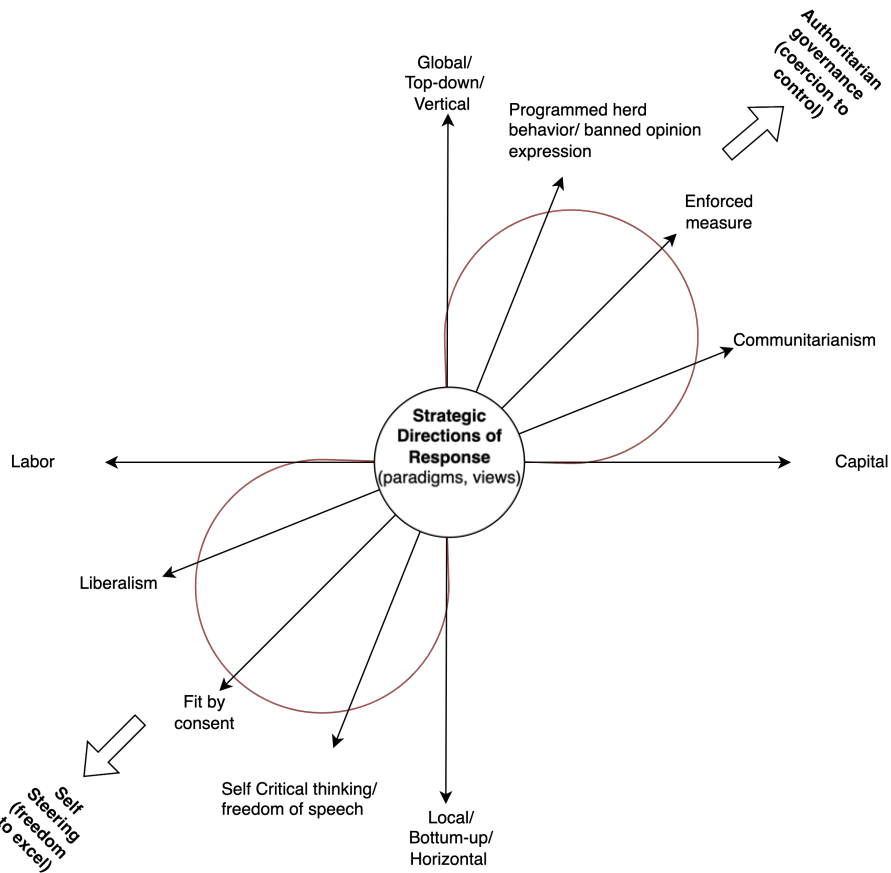 Authoritarian
governance
(coercion to
control)
Global/
Top-down/
Vertical
Programmed herd
behavior/ banned opinion
expression
Enforced
measure
Communitarianism
Strategic
Directions of
Response
(paradigms, views)
Labor
Capital
Liberalism
Fit by
consent
Self Critical thinking/
freedom of speech
Local/
Bottum-up/
Horizontal
Self
Steering
(freedom
to excel)